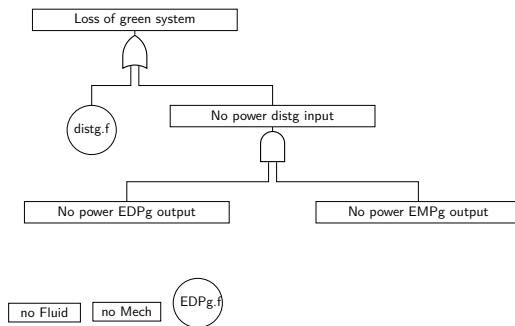 Loss of green system
distg.f
No power distg input
No power EDPg output
No power EMPg output
no Fluid
no Mech
EDPg.f